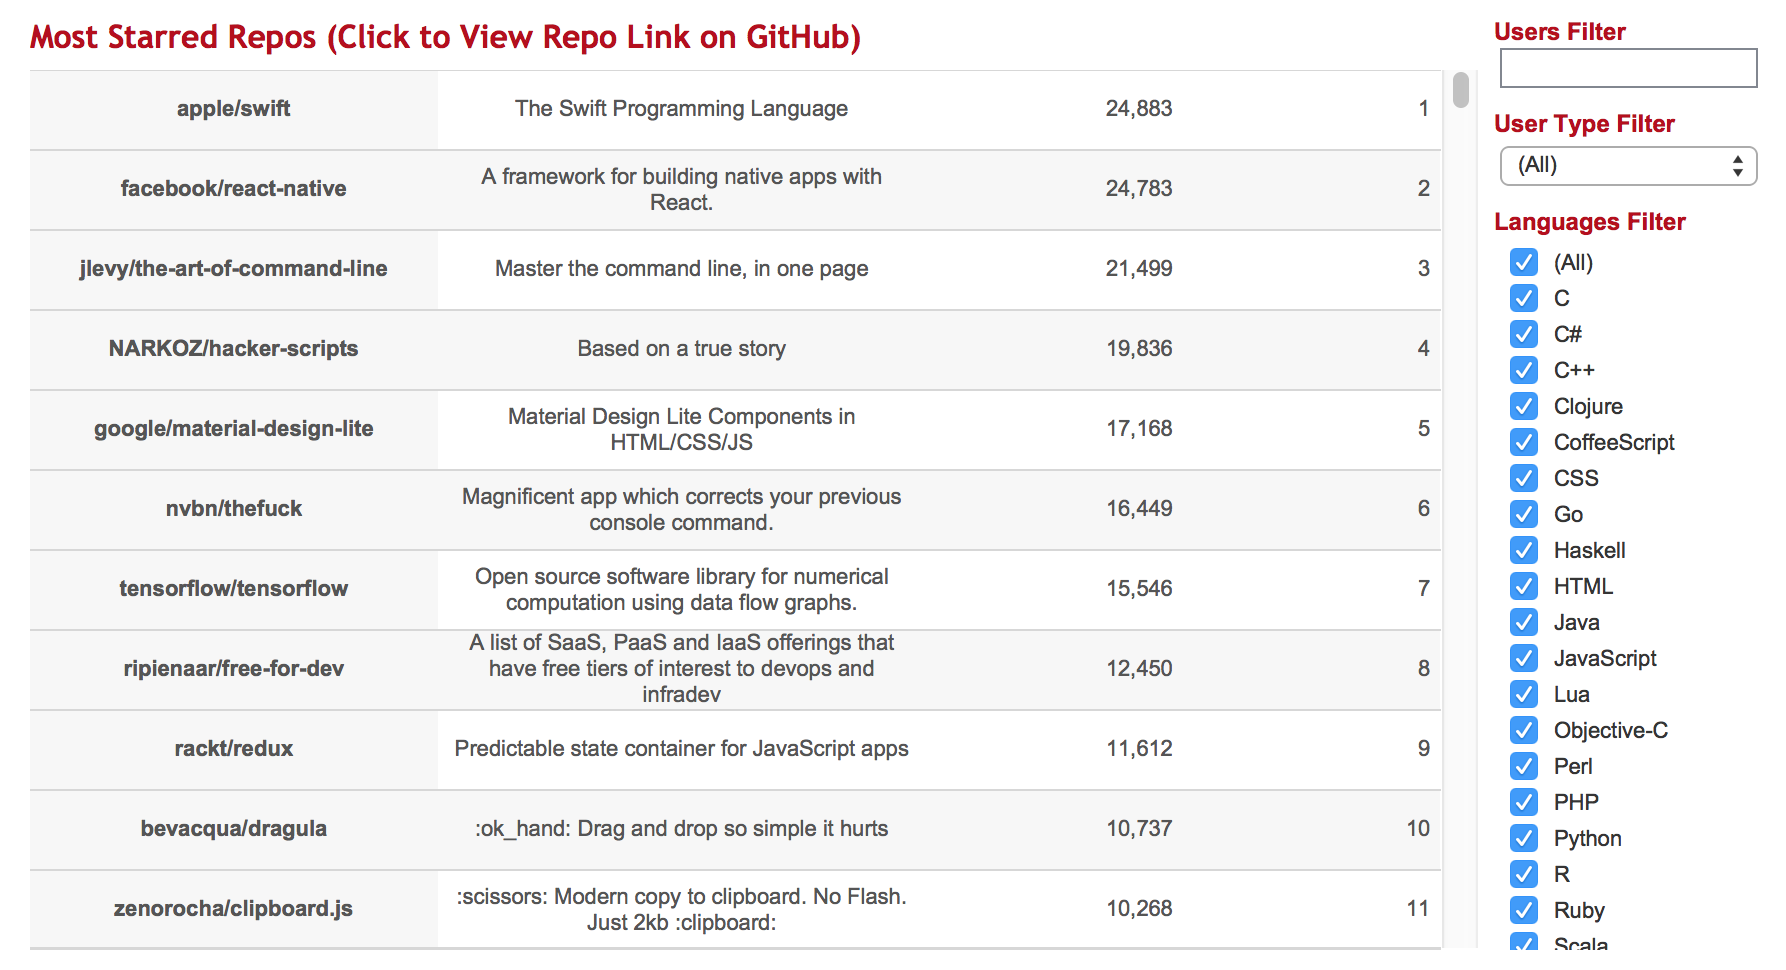 Most Starred Repos (Click to View Repo Link on GitHub)
apple/swift The Swift Programming Language 24,883 1
facebook/react-native A framework for building native apps with
React. 24,783 2
jlevy/the-art-of-command-line Master the command line, in one page 21,499 3
NARKOZ/hacker-scripts Based on a true story 19,836 4
google/material-design-lite Material Design Lite Components in
HTML/CSS/JS 17,168 5
nvbn/thefuck Magnificent app which corrects your previous
console command. 16,449 6
tensorflow/tensorflow Open source software library for numerical
computation using data flow graphs. 15,546 7
ripienaar/free-for-dev A list of SaaS, PaaS and IaaS offerings that
have free tiers of interest to devops and
infradev 12,450 8
rackt/redux Predictable state container for JavaScript apps 11,612 9
bevacqua/dragula :ok_hand: Drag and drop so simple it hurts 10,737 10
zenorocha/clipboard.js :scissors: Modern copy to clipboard. No Flash.
Just 2kb :clipboard: 10,268 11
Users Filter
User Type Filter
(All)
Languages Filter
(All)
C
C#
C++
Clojure
CoffeeScript
CSS
Go
Haskell
HTML
Java
JavaScript
Lua
Objective-C
Perl
PHP
Python
R
Ruby
Scala